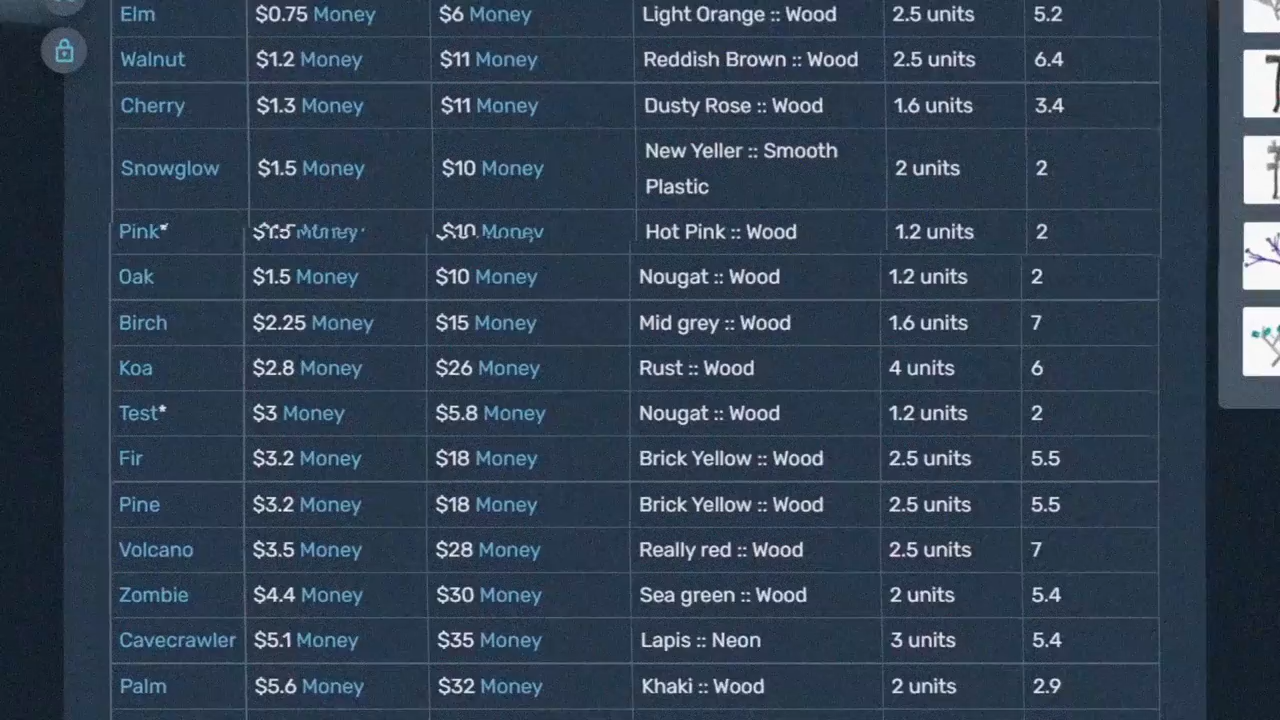 Elm $0.75 Money $6 Money Light Orange :: Wood 2.5 units 5.2
Walnut $1.2 Money $11 Money Reddish Brown :: Wood 2.5 units 6.4
Cherry $1.3 Money $11 Money Dusty Rose :: Wood 1.6 units 3.4
Snowglow $1.5 Money $10 Money New Yeller :: Smooth Plastic 2 units 2
Pink* $1.5 Money $10 Money Hot Pink :: Wood 1.2 units 2
Oak $1.5 Money $10 Money Nougat :: Wood 1.2 units 2
Birch $2.25 Money $15 Money Mid grey :: Wood 1.6 units 7
Koa $2.8 Money $26 Money Rust :: Wood 4 units 6
Test* $3 Money $5.8 Money Nougat :: Wood 1.2 units 2
Fir $3.2 Money $18 Money Brick Yellow :: Wood 2.5 units 5.5
Pine $3.2 Money $18 Money Brick Yellow :: Wood 2.5 units 5.5
Volcano $3.5 Money $28 Money Really red :: Wood 2.5 units 7
Zombie $4.4 Money $30 Money Sea green :: Wood 2 units 5.4
Cavecrawler $5.1 Money $35 Money Lapis :: Neon 3 units 5.4
Palm $5.6 Money $32 Money Khaki :: Wood 2 units 2.9